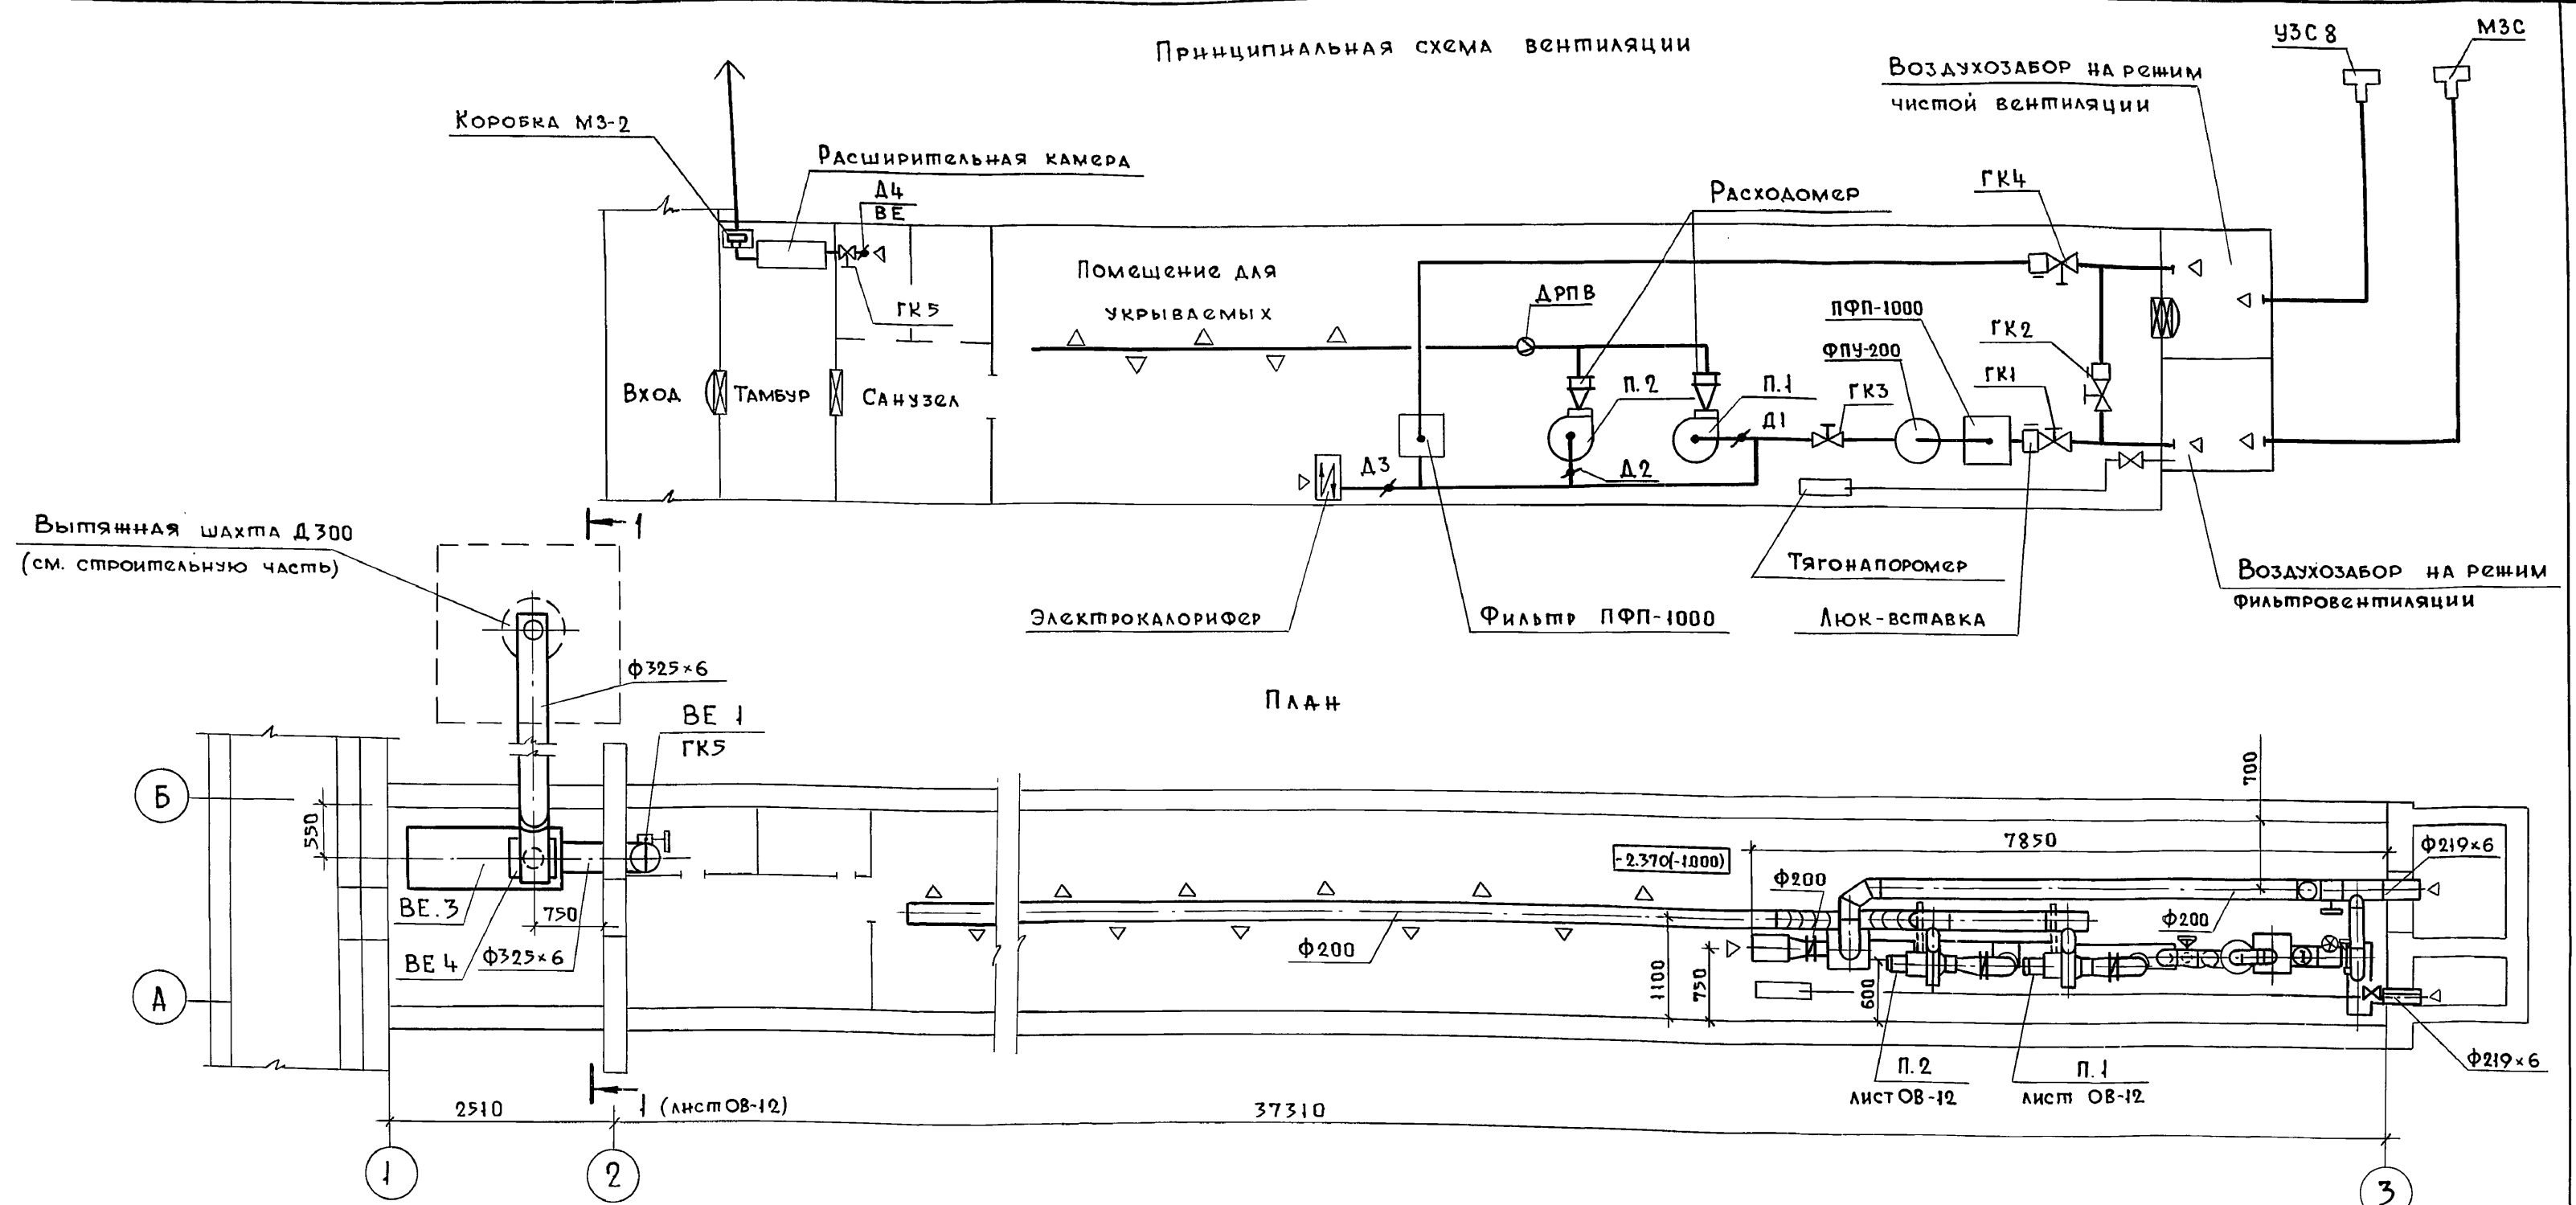 Принципиальная схема вентиляции
УЗС 8
МЗС
Воздухозабор на режим
чистой вентиляции
Коробка МЗ-2
Расширительная камера
Д4
ВЕ
ГК5
Расходомер
ГК4
Помещение для
укрываемых
ДРПВ
ПФП-1000
ФПУ-200
ГК2
ГК1
ГК3
П.2
П.1
Д1
Вход
Тамбур
Санузел
Д3
Д.2
Вытяжная шахта Д300
(см. строительную часть)
1
Тягонапоромер
Воздухозабор на режим
фильтровентиляции
Электрокалорифер
Фильтр ПФП-1000
Люк-вставка
План
Ф325×6
ВЕ 1
ГК5
Б
550
700
7850
-2.370(-1.000)
Ф219×6
Ф200
ВЕ.3
750
Ф200
ВЕ 4
Ф325×6
Ф200
1100
750
600
А
Ф219×6
П.2
лист ОВ-12
П.1
лист ОВ-12
1 (лист ОВ-12)
2510
37310
1
2
3